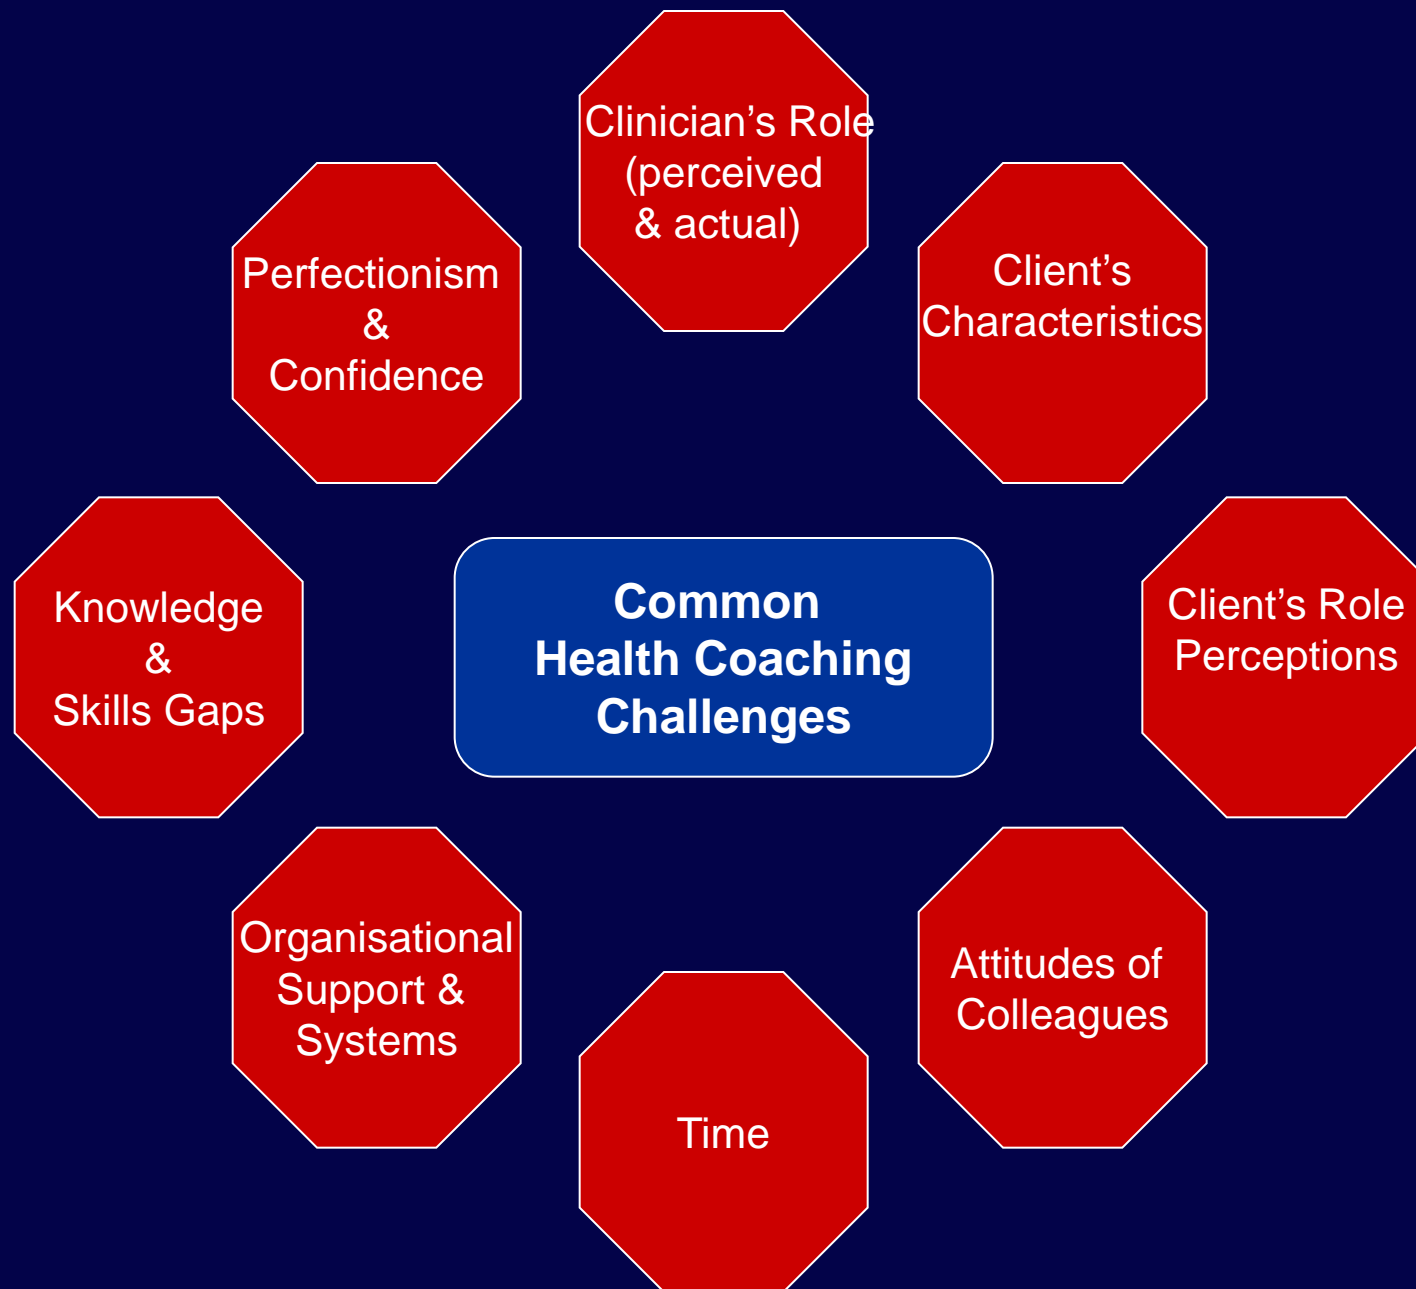 Clinician’s Role
(perceived
& actual)
Client’s
Characteristics
Client’s Role
Perceptions
Attitudes of
Colleagues
Time
Organisational
Support &
Systems
Knowledge
&
Skills Gaps
Perfectionism
&
Confidence
Common
Health Coaching
Challenges